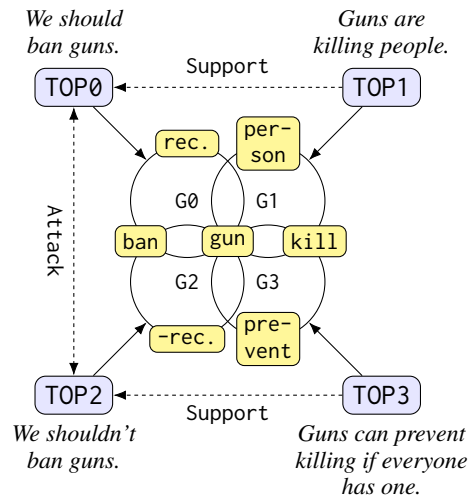 We should
ban guns.
Guns are
killing people.
TOP0
Support
TOP1
rec.
per-
son
G0
G1
Attack
ban
gun
kill
G2
G3
-rec.
pre-
vent
TOP2
Support
TOP3
We shouldn't
ban guns.
Guns can prevent
killing if everyone
has one.